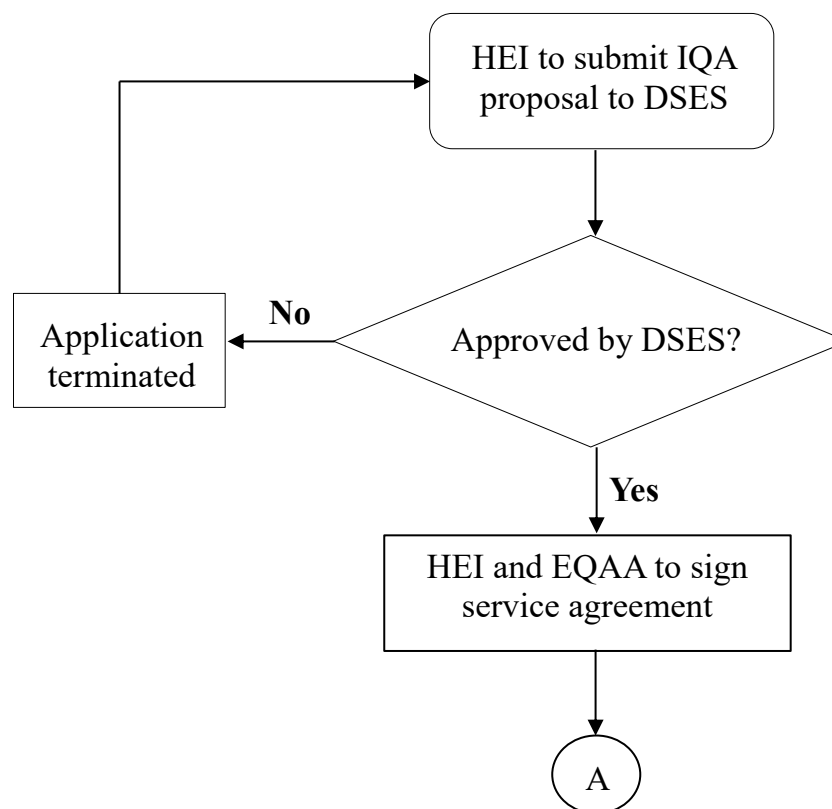 HEI to submit IQA
proposal to DSES
Approved by DSES?
No
Application
terminated
Yes
HEI and EQAA to sign
service agreement
A